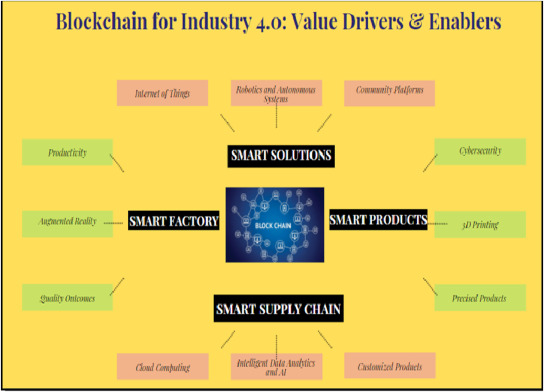 Blockchain for Industry 4.0: Value Drivers & Enablers
Internet of Things
Robotics and Autonomous
Systems
Community Platforms
SMART SOLUTIONS
Productivity
Cybersecurity
Augmented Reality
SMART FACTORY
BLOCK CHAIN
SMART PRODUCTS
3D Printing
Quality Outcomes
Precised Products
SMART SUPPLY CHAIN
Cloud Computing
Intelligent Data Analytics
and AI
Customized Products